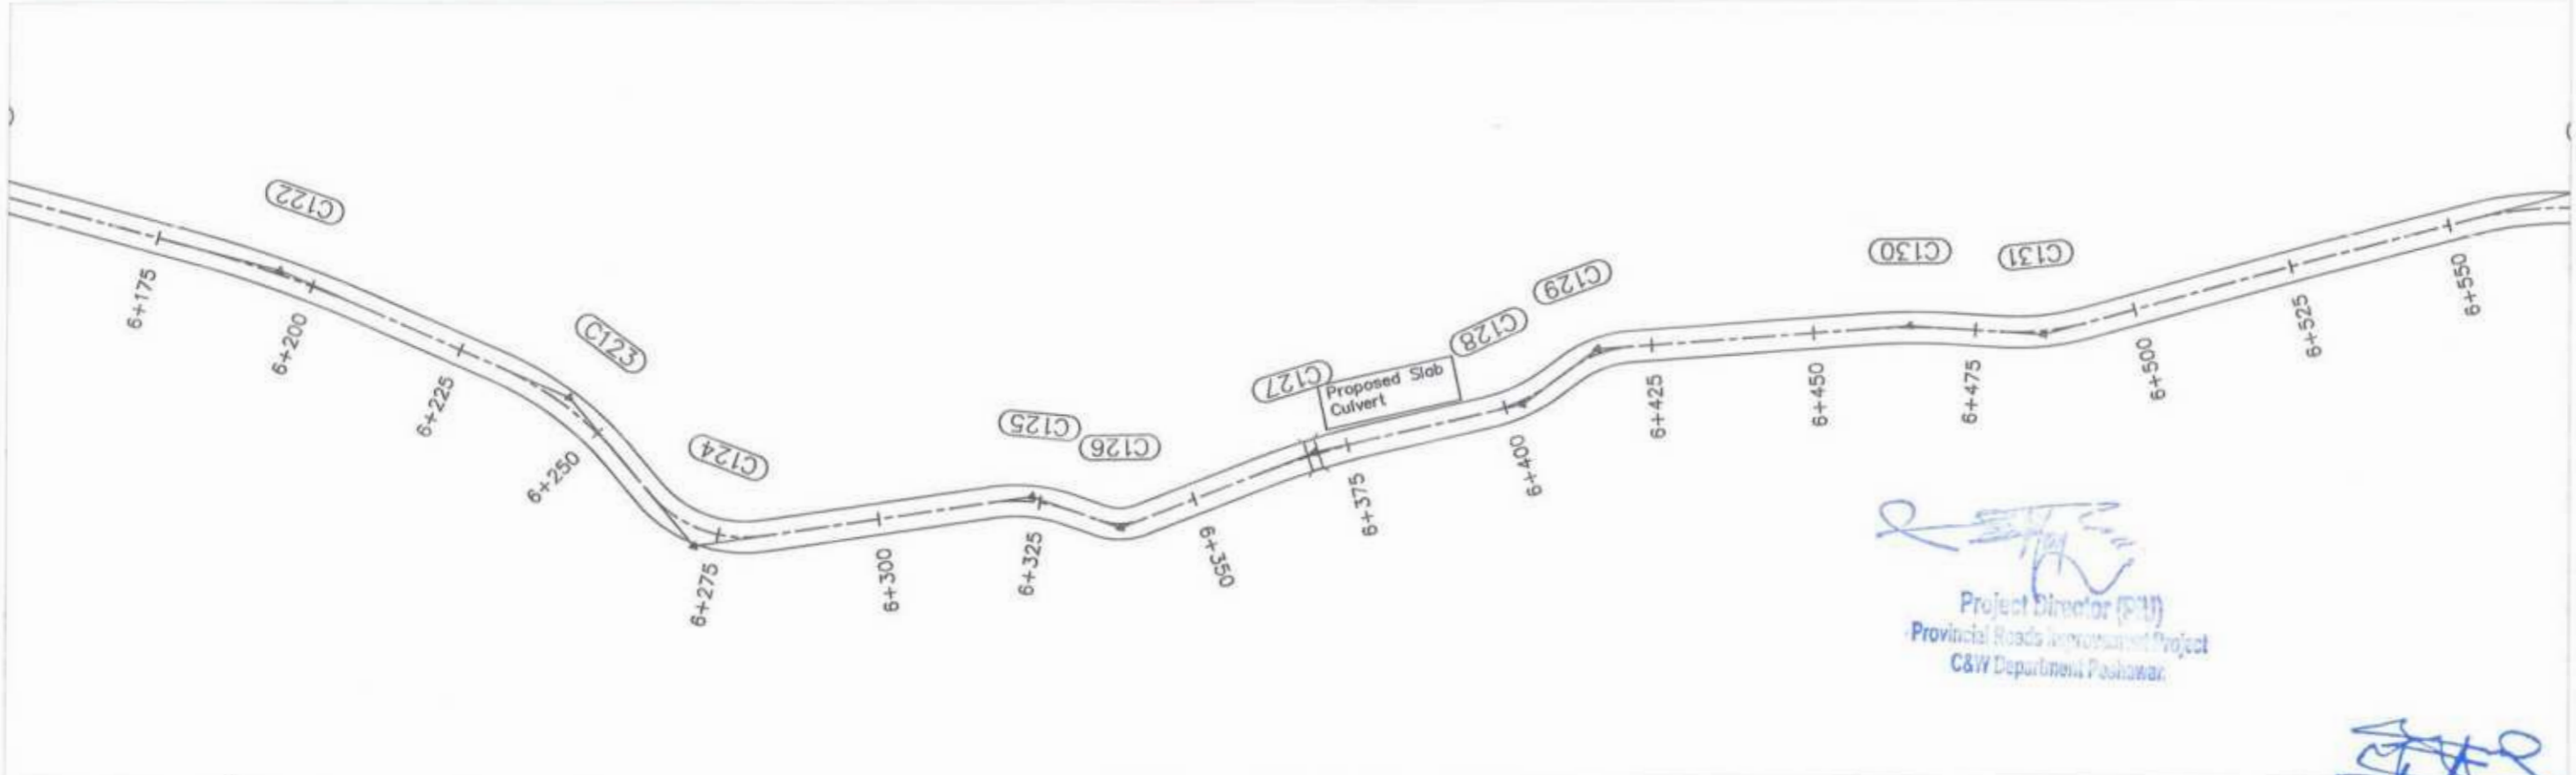 C122
C123
C124
C125
C126
C127
C128
C129
C130
C131
Proposed Slab
Culvert
6+175
6+200
6+225
6+250
6+275
6+300
6+325
6+350
6+375
6+400
6+425
6+450
6+475
6+500
6+525
6+550
Project Director (PIU)
Provincial Roads Improvement Project
C&W Department Peshawar.